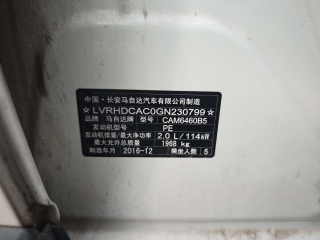 中国·长安马自达汽车有限公司制造
☆LVRHDCAC0GN230799☆
品牌 马自达牌 型号 CAM6460B5
发动机型号 PE
发动机排量/最大净功率 2.0 L/114kW
最大允许总质量 1968 kg
制造年月 2016-12 乘坐人数 5